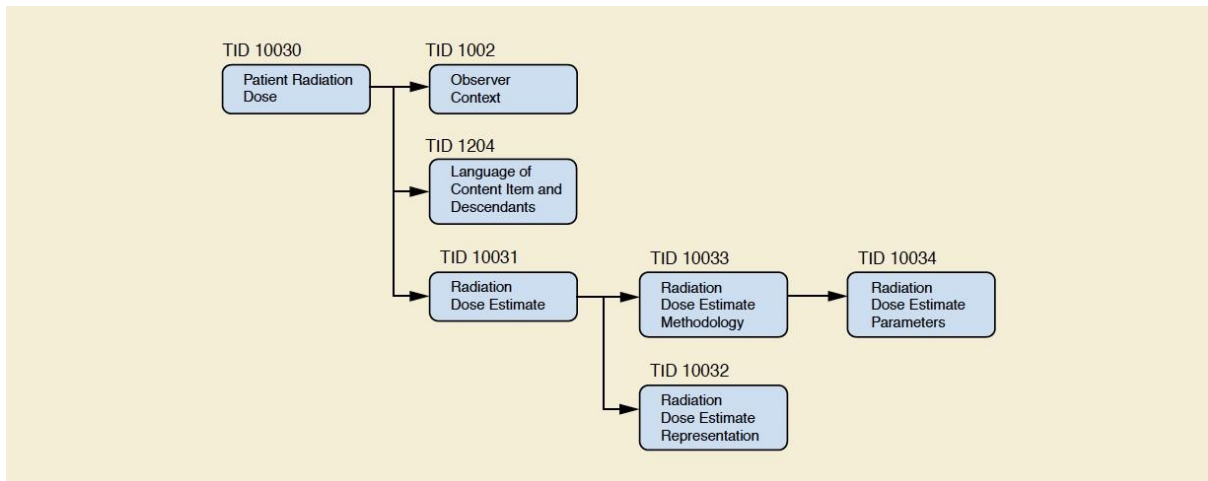 TID 10030
Patient Radiation
Dose
TID 1002
Observer
Context
TID 1204
Language of
Content Item and
Descendants
TID 10031
Radiation
Dose Estimate
TID 10033
Radiation
Dose Estimate
Methodology
TID 10034
Radiation
Dose Estimate
Parameters
TID 10032
Radiation
Dose Estimate
Representation